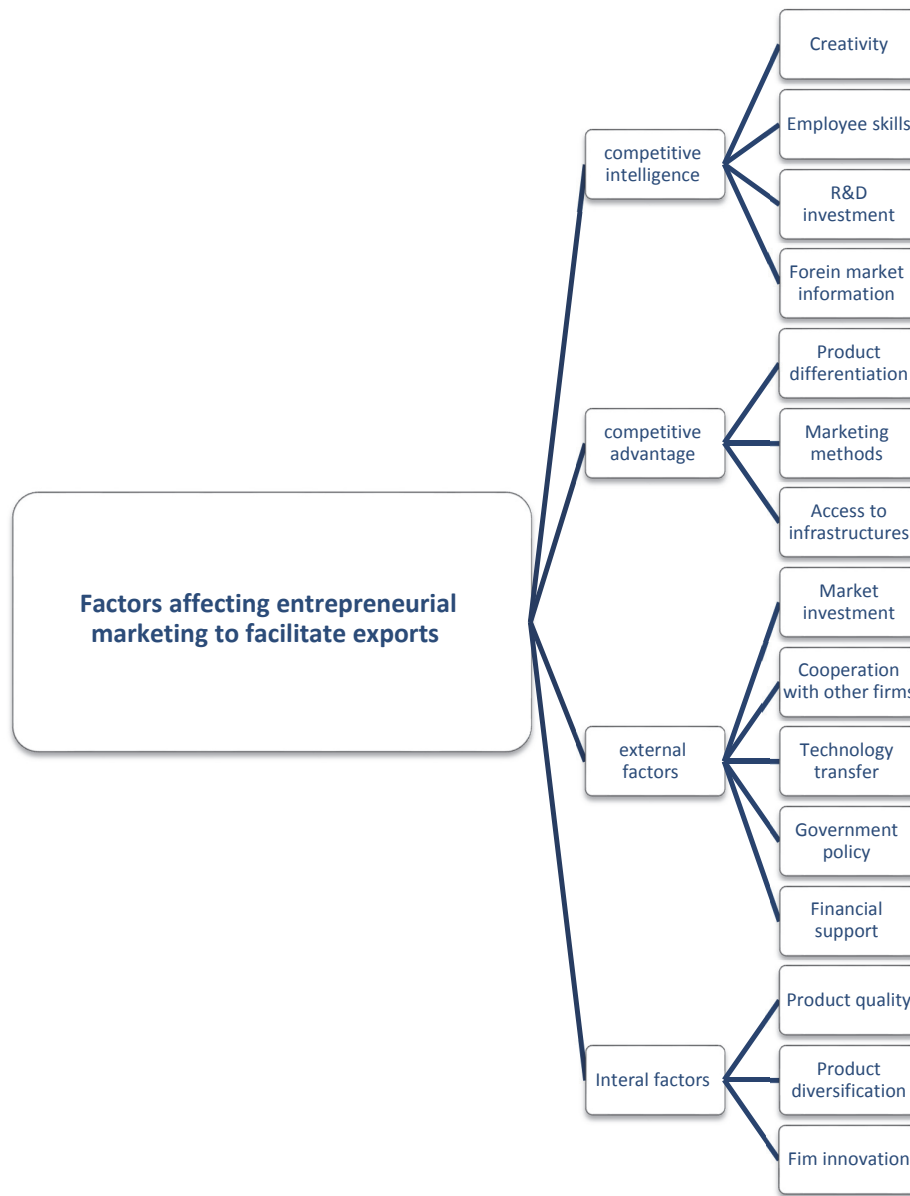 Factors affecting entrepreneurial
marketing to facilitate exports
competitive
intelligence
Creativity
Employee skills
R&D
investment
Forein market
information
competitive
advantage
Product
differentiation
Marketing
methods
Access to
infrastructures
external
factors
Market
investment
Cooperation
with other firms
Technology
transfer
Government
policy
Financial
support
Interal factors
Product quality
Product
diversification
Fim innovation